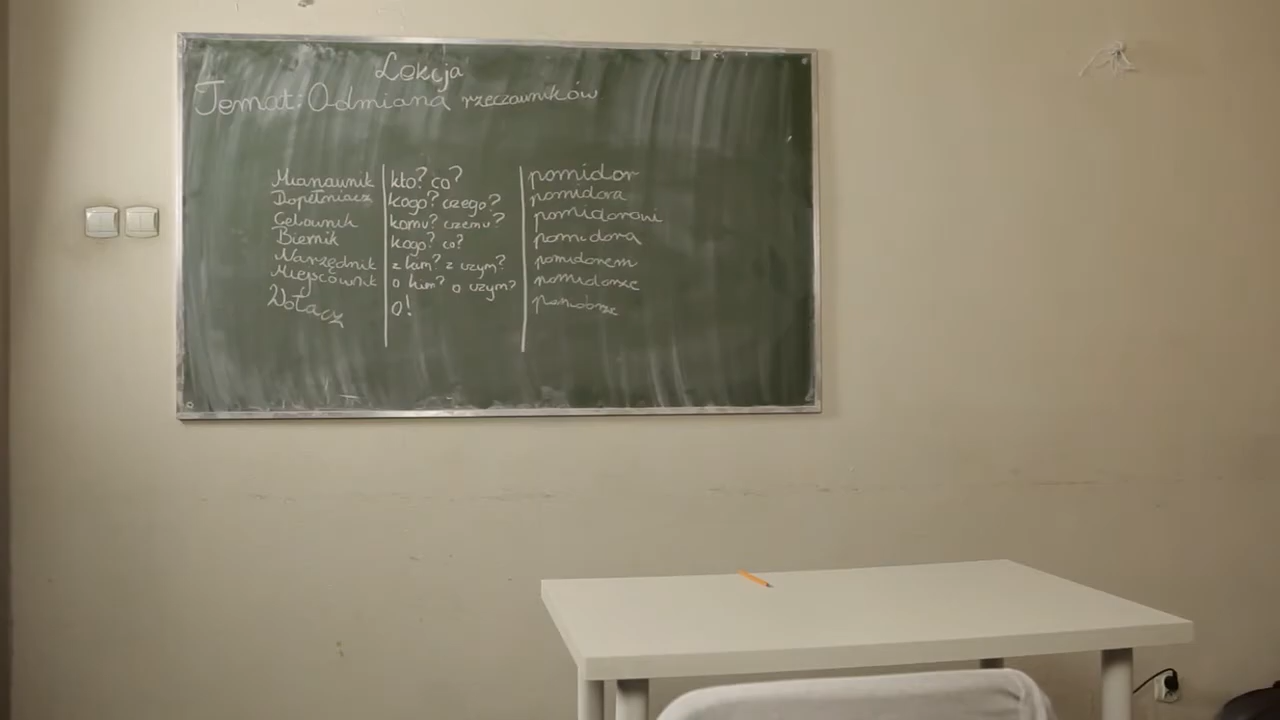 Lekcja
Temat: Odmiana rzeczowników
Mianownik kto? co? pomidor
Dopełniacz kogo? czego? pomidora
Celownik komu? czemu? pomidorowi
Biernik kogo? co? pomidora
Narzędnik z kim? z czym? pomidorem
Miejscownik o kim? o czym? pomidorze
Wołacz O!